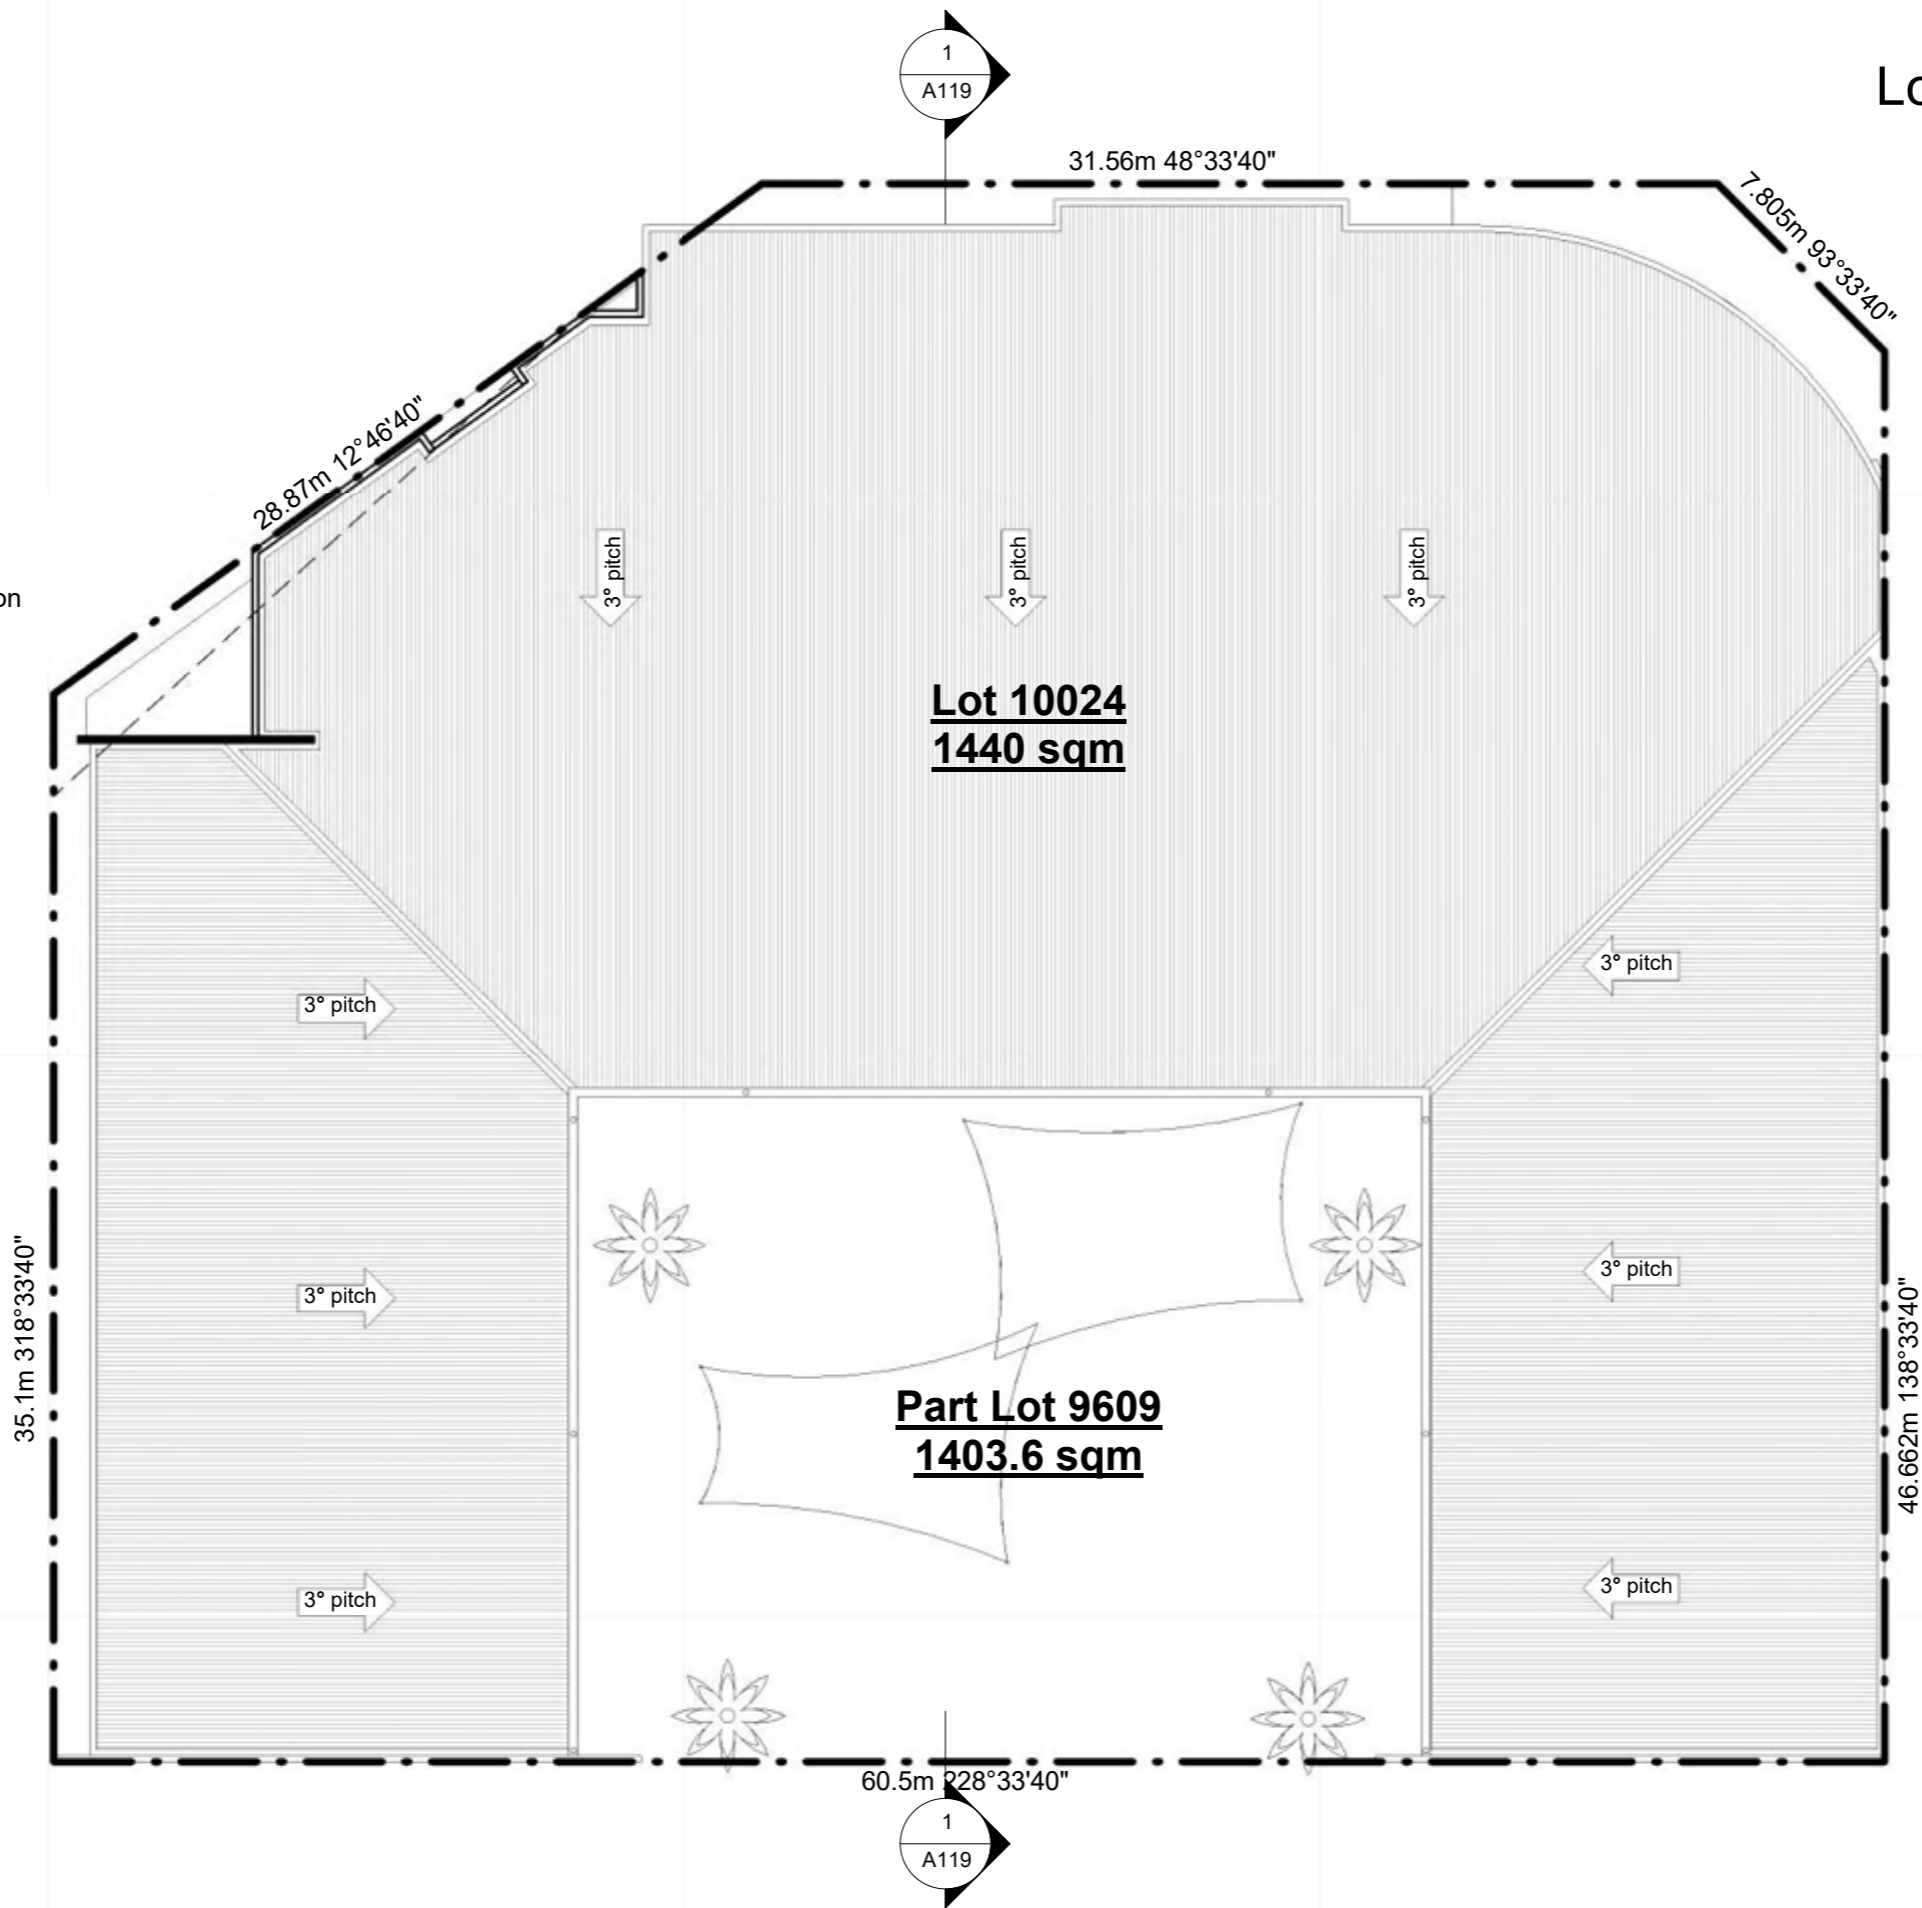 1
A119
Lo
31.56m 48°33'40"
7.805m 93°33'40"
28.87m 12°46'40"
on
3° pitch
3° pitch
3° pitch
Lot 10024
1440 sqm
3° pitch
3° pitch
3° pitch
3° pitch
35.1m 318°33'40"
46.662m 138°33'40"
Part Lot 9609
1403.6 sqm
3° pitch
3° pitch
60.5m 228°33'40"
1
A119